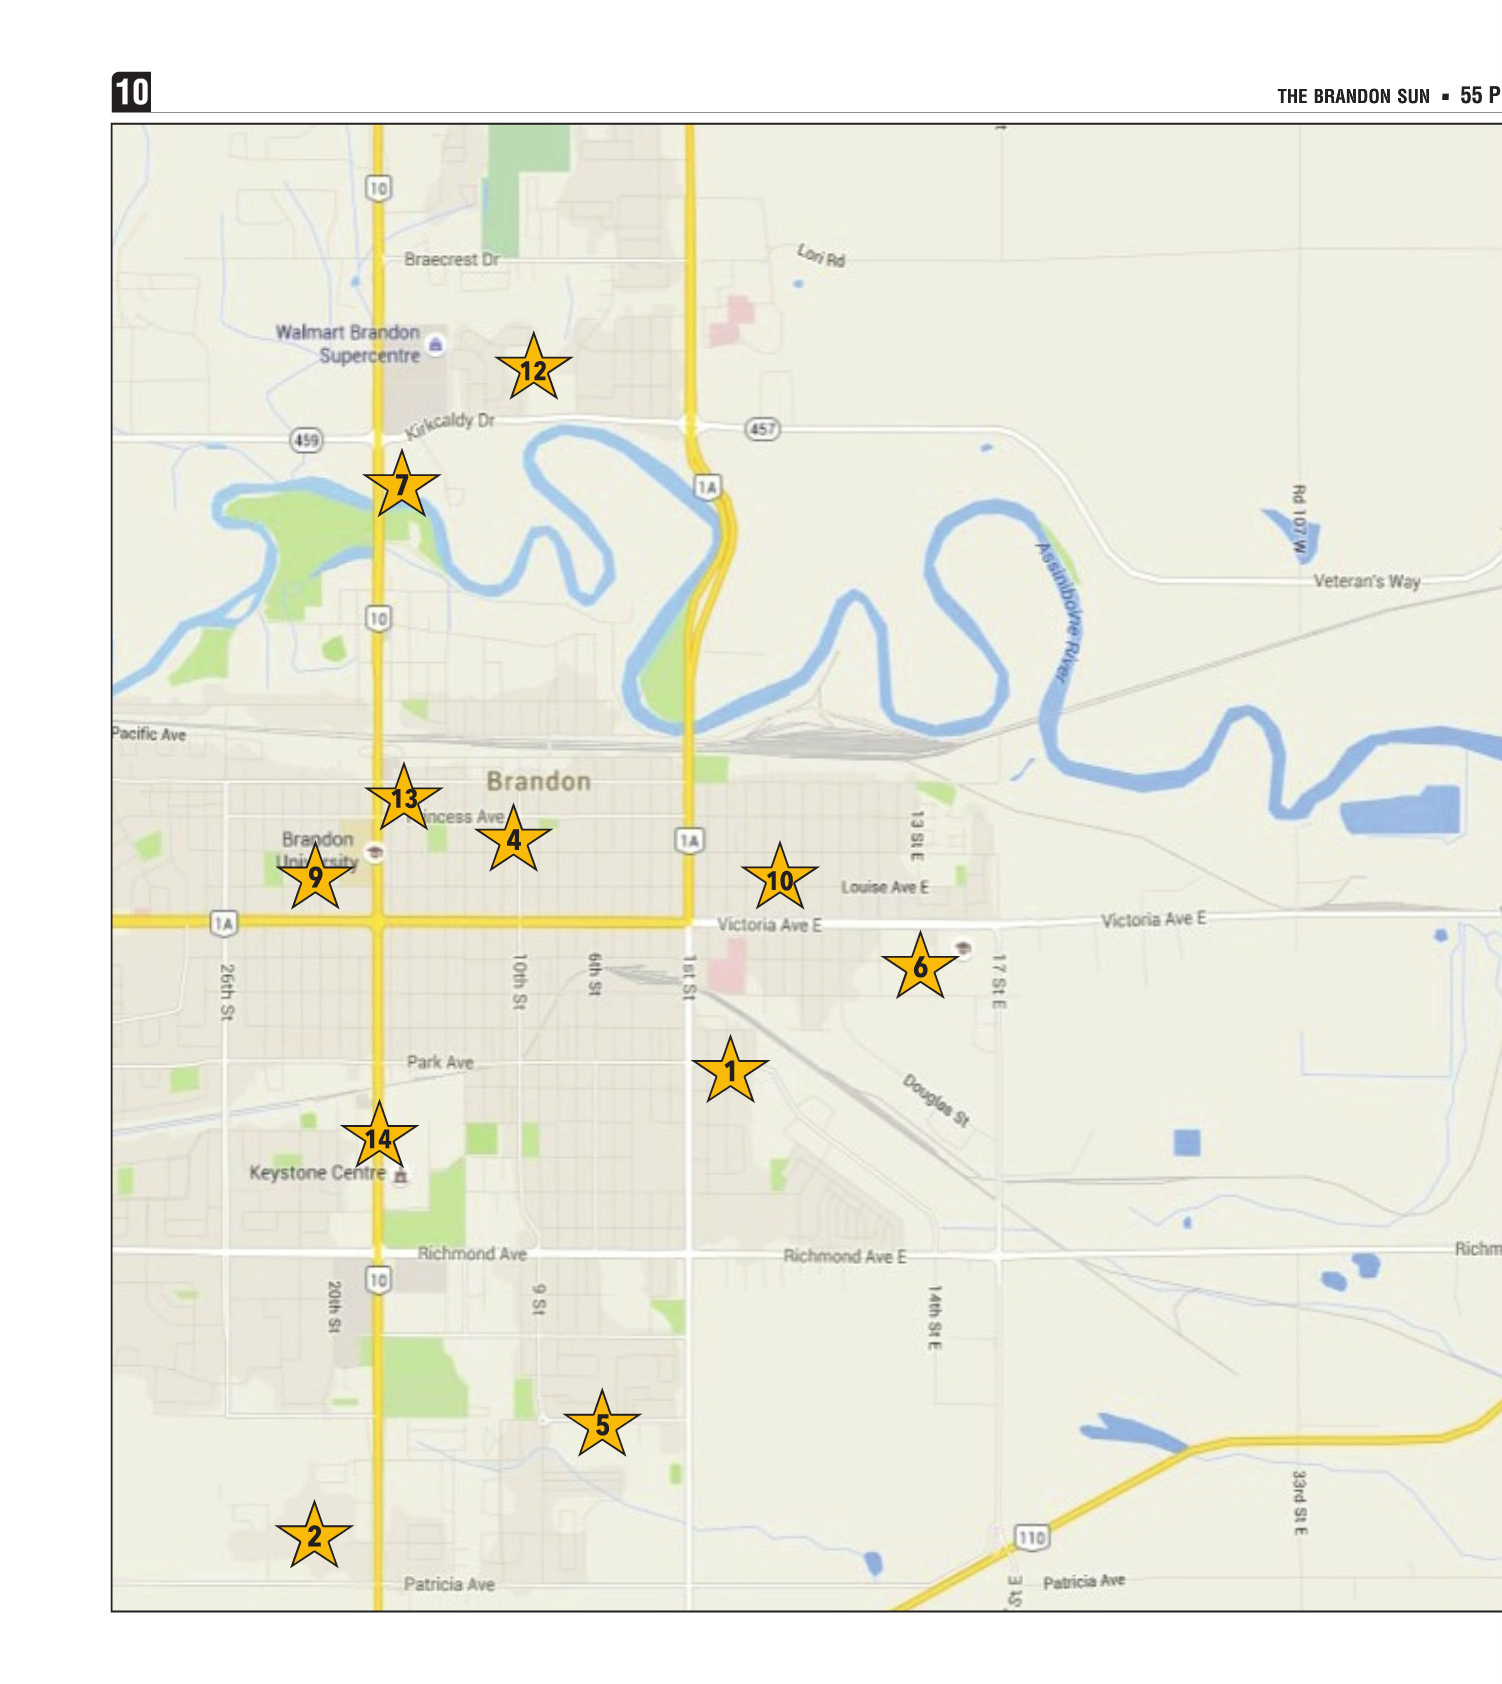 10
THE BRANDON SUN ▪ 55 P
10
Braecrest Dr
Lori Rd
Walmart Brandon
Supercentre
12
Kirkcaldy Dr
459
457
7
1A
Rd 107 W
Assiniboine River
Veteran's Way
10
Pacific Ave
Brandon
13
incess Ave
4
Brandon
University
9
1A
10
13 St E
Louise Ave E
1A
Victoria Ave E
Victoria Ave E
6
26th St
10th St
6th St
1st St
17 St E
Park Ave
1
Douglas St
14
Keystone Centre
Richmond Ave
Richmond Ave E
Richm
10
20th St
9 St
14th St E
5
2
110
33rd St E
Patricia Ave
Patricia Ave
St E